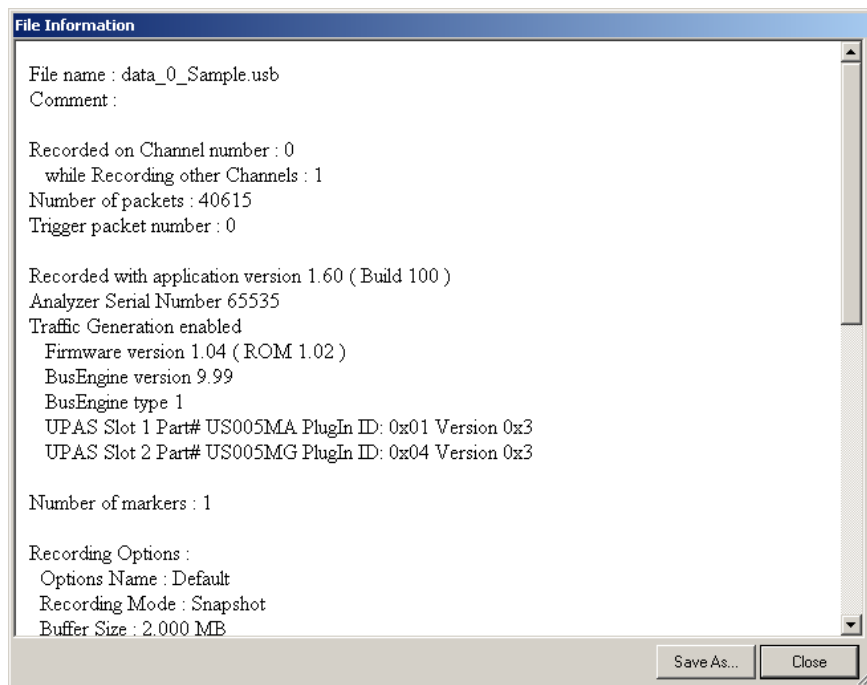 File Information
File name : data_0_Sample.usb
Comment :
Recorded on Channel number : 0
while Recording other Channels : 1
Number of packets : 40615
Trigger packet number : 0
Recorded with application version 1.60 ( Build 100 )
Analyzer Serial Number 65535
Traffic Generation enabled
Firmware version 1.04 ( ROM 1.02 )
BusEngine version 9.99
BusEngine type 1
UPAS Slot 1 Part# US005MA PlugIn ID: 0x01 Version 0x3
UPAS Slot 2 Part# US005MG PlugIn ID: 0x04 Version 0x3
Number of markers : 1
Recording Options :
Options Name : Default
Recording Mode : Snapshot
Buffer Size : 2.000 MB
Save As... Close